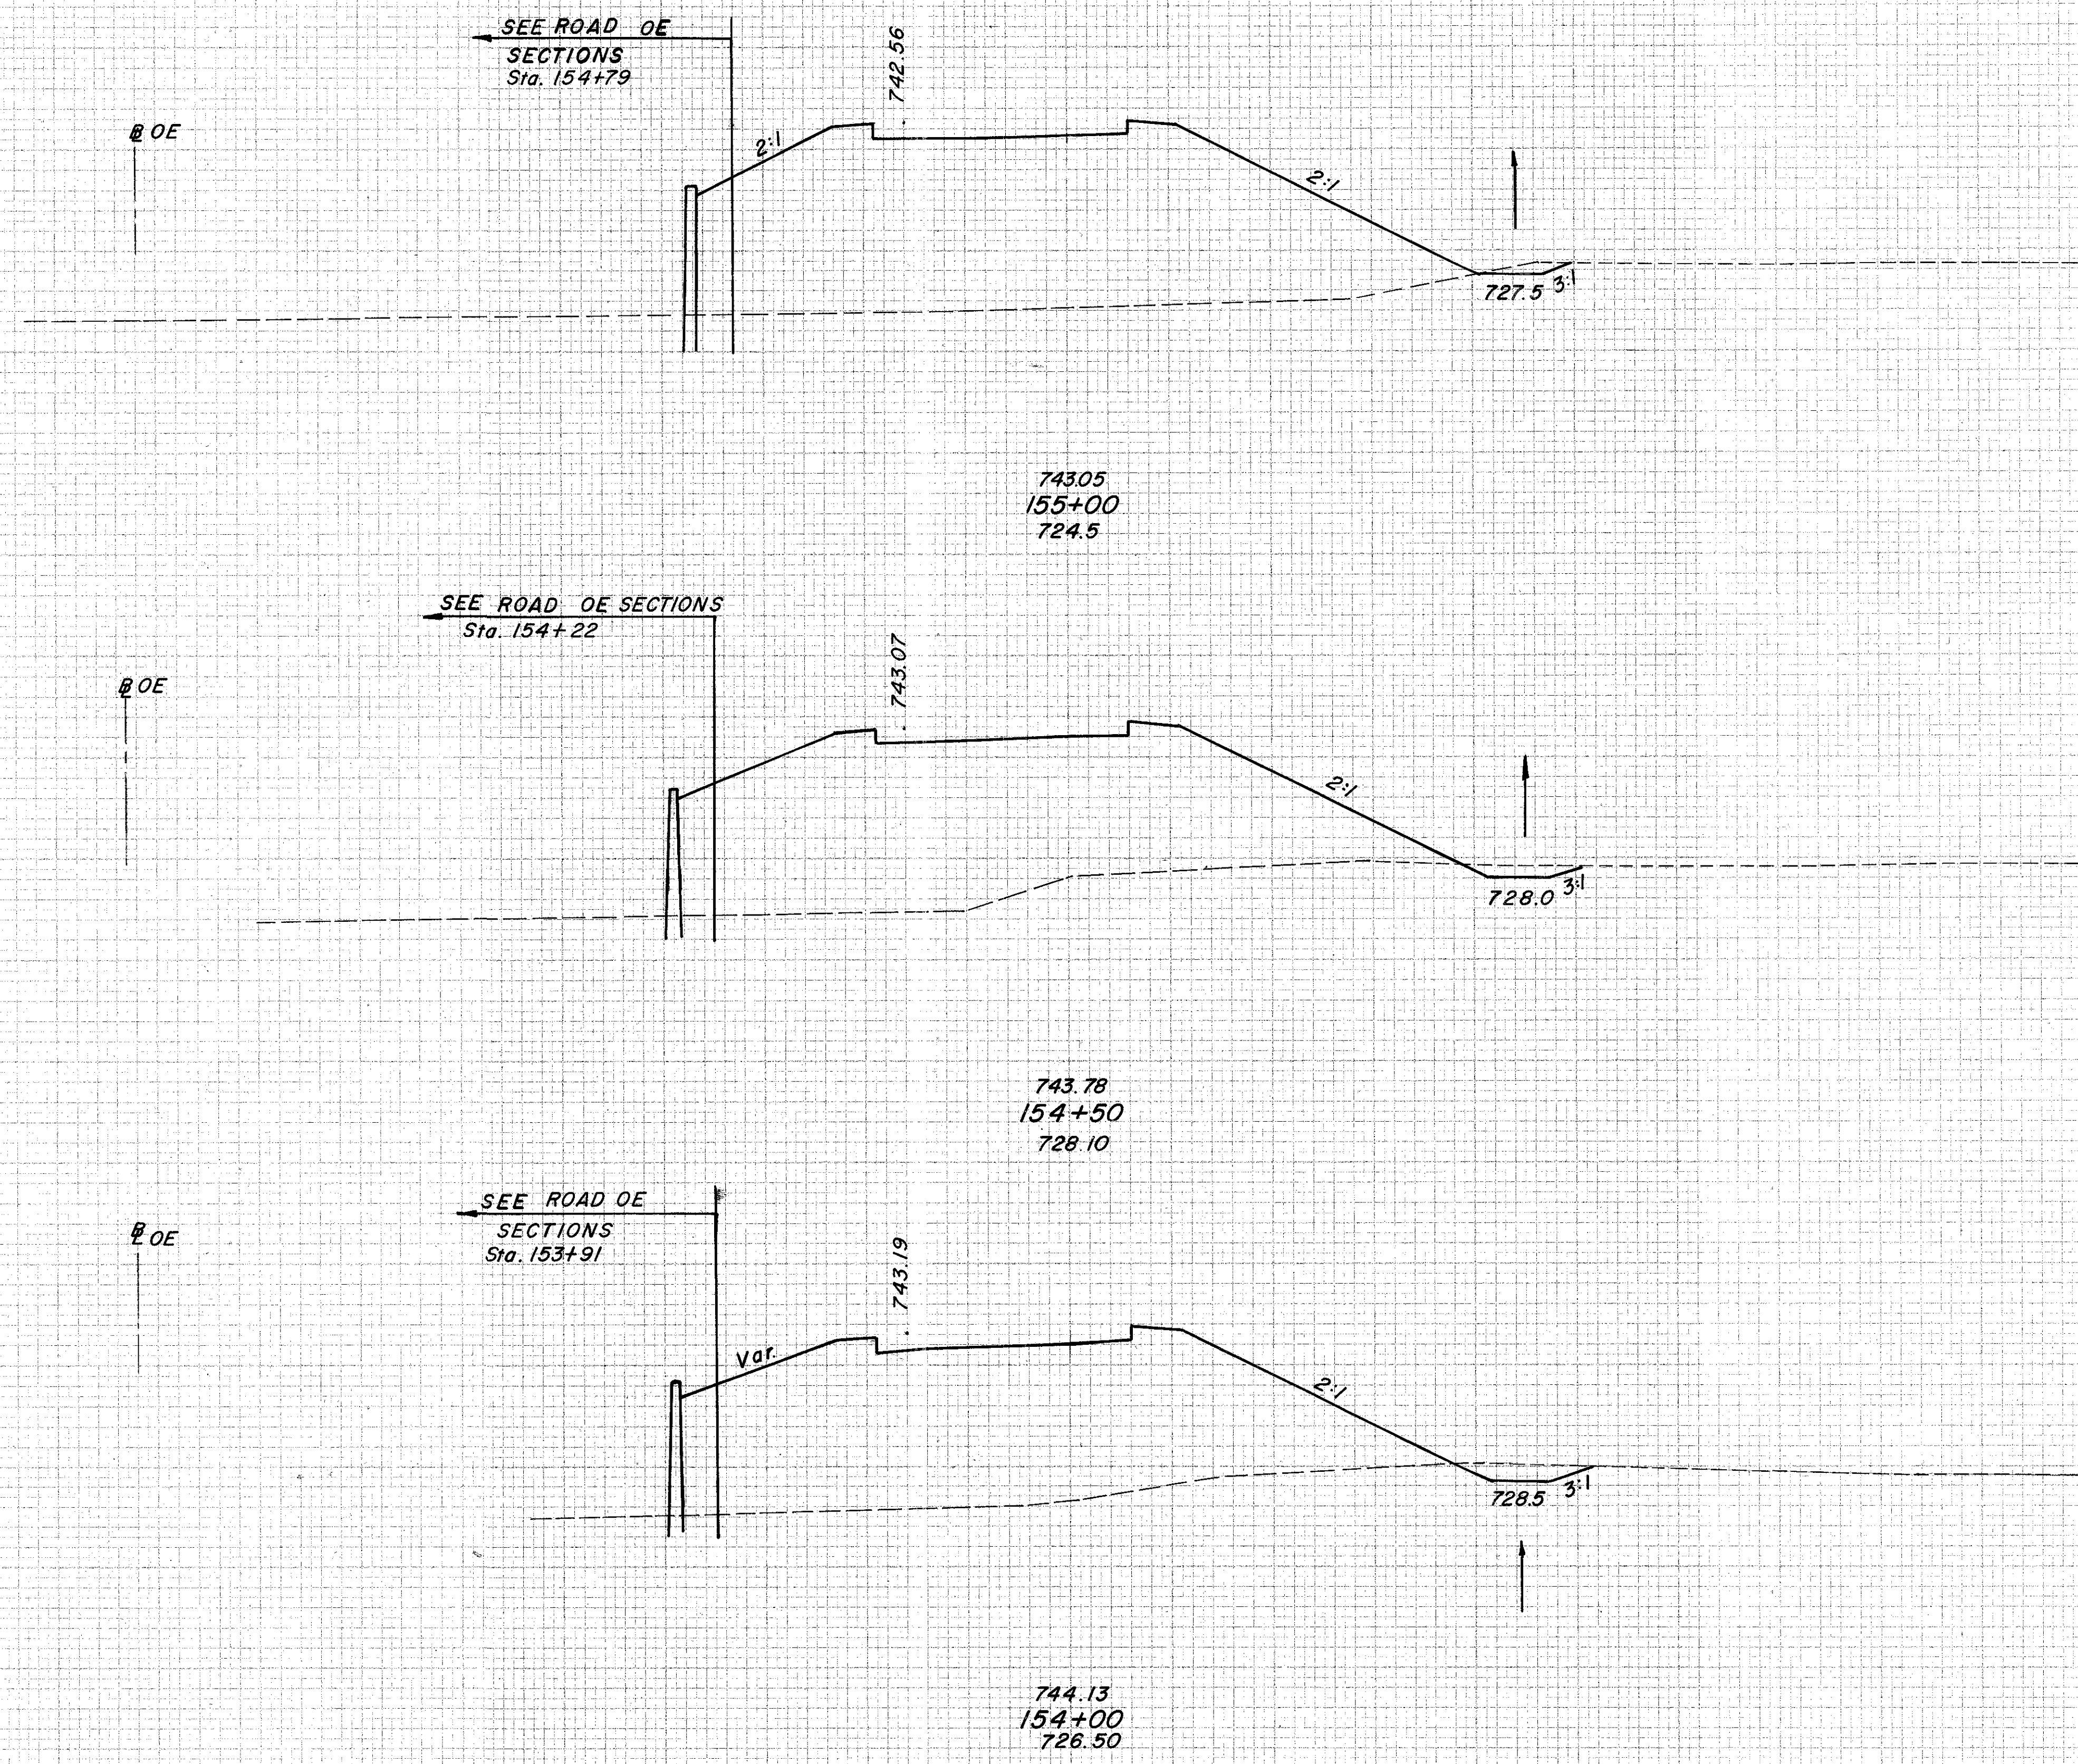 SEE ROAD OE
SECTIONS
Sta. 154+79
742.56
BL OE
2:1
2:1
727.5
3:1
743.05
155+00
724.5
SEE ROAD OE SECTIONS
Sta. 154+22
743.07
BL OE
2:1
728.0
3:1
743.78
154+50
728.10
SEE ROAD OE
SECTIONS
Sta. 153+91
743.19
BL OE
Var.
2:1
728.5
3:1
744.13
154+00
726.50